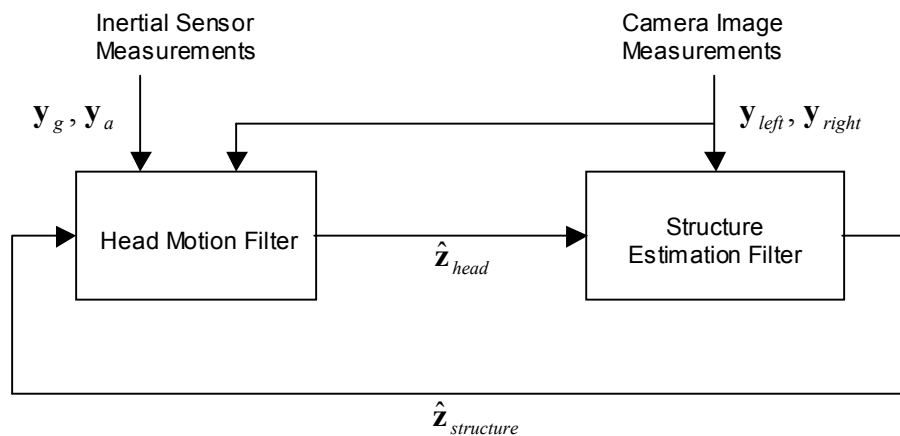 Inertial Sensor
Measurements
Camera Image
Measurements
y_g , y_a
y_left, y_right
Head Motion Filter
Structure
Estimation Filter
ẑ_head
ẑ_structure